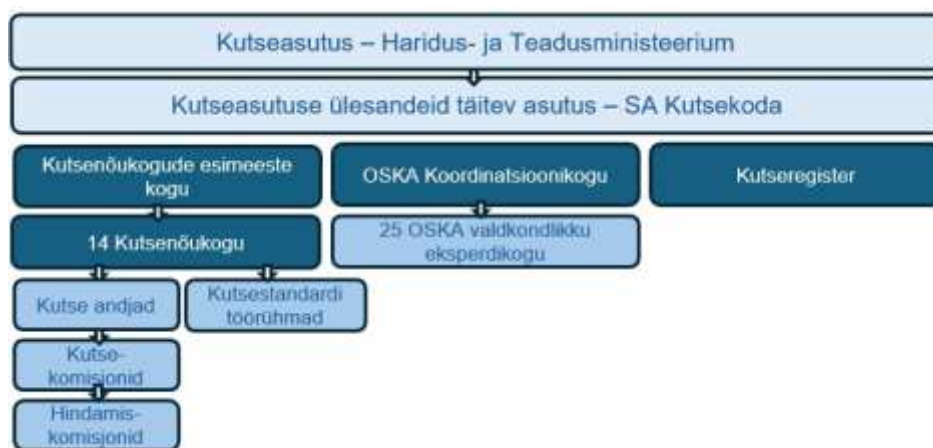 Kutseasutus – Haridus- ja Teadusministeerium
Kutseasutuse ülesandeid täitev asutus – SA Kutsekoda
Kutsenõukogude esimeeste
kogu
OSKA Koordinatsioonikogu
Kutseregister
14 Kutsenõukogu
25 OSKA valdkondlikku
eksperdikogu
Kutse andjad
Kutsestandardi
töörühmad
Kutse-
komisjonid
Hindamis-
komisjonid